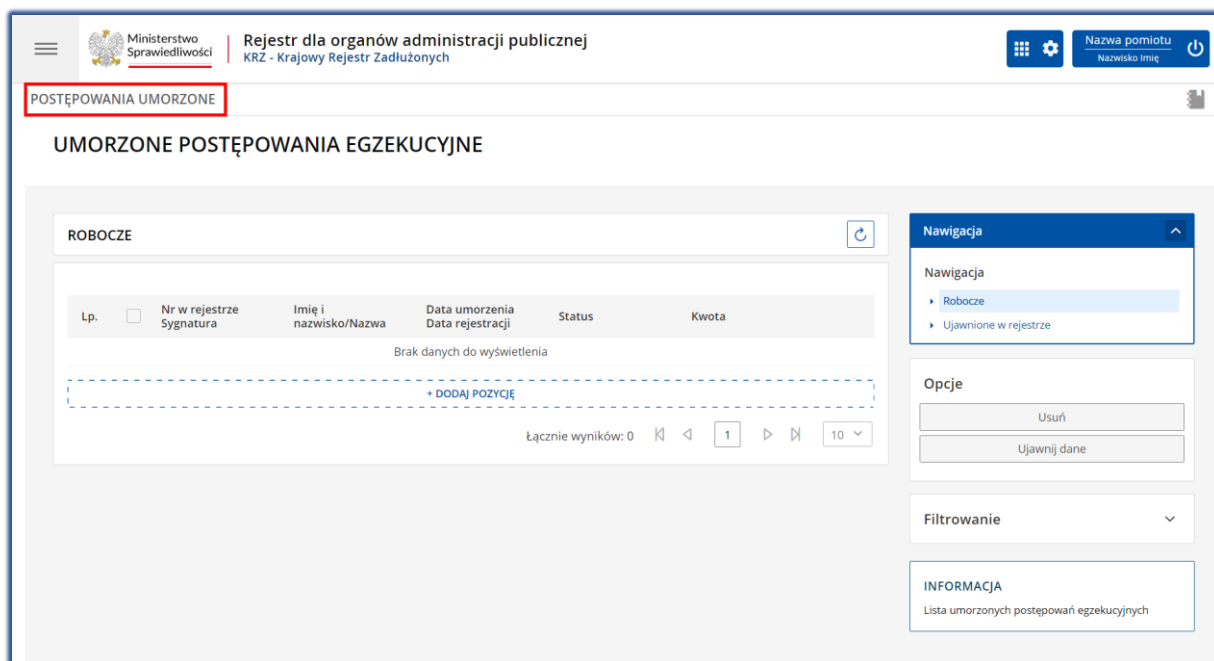 Ministerstwo
Sprawiedliwości
Rejestr dla organów administracji publicznej
KRZ - Krajowy Rejestr Zadłużonych
Nazwa pomiotu
Nazwisko Imię
POSTĘPOWANIA UMORZONE
UMORZONE POSTĘPOWANIA EGZEKUCYJNE
ROBOCZE
Lp.
Nr w rejestrze
Sygnatura
Imię i
nazwisko/Nazwa
Data umorzenia
Data rejestracji
Status
Kwota
Brak danych do wyświetlenia
+ DODAJ POZYCJĘ
Łącznie wyników: 0
1
10
Nawigacja
Nawigacja
Robocze
Ujawnione w rejestrze
Opcje
Usuń
Ujawnij dane
Filtrowanie
INFORMACJA
Lista umorzonych postępowań egzekucyjnych